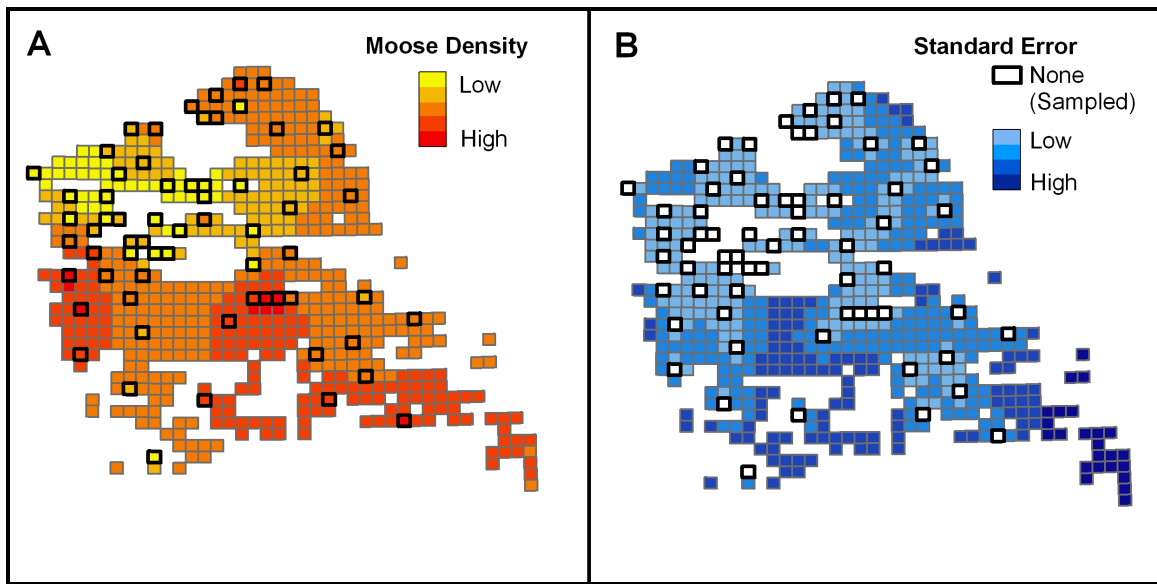 A
Moose Density
Low
High
B
Standard Error
None
(Sampled)
Low
High